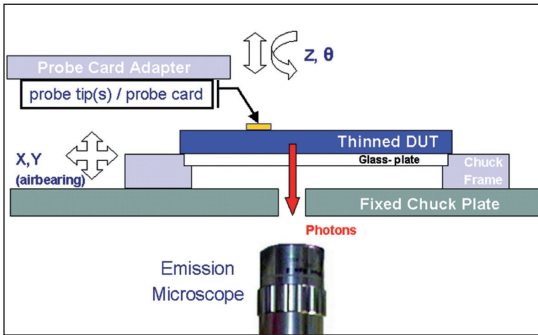 Probe Card Adapter
Z, θ
probe tip(s) / probe card
Thinned DUT
X,Y
(airbearing)
Glass- plate
Chuck
Frame
Fixed Chuck Plate
Photons
Emission
Microscope